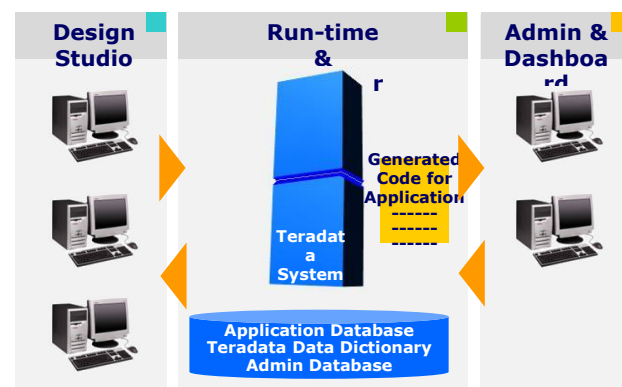 Design
Studio
Run-time
&
r
Admin &
Dashboa
rd
Generated
Code for
Application
------
------
------
Teradat
a
System
Application Database
Teradata Data Dictionary
Admin Database